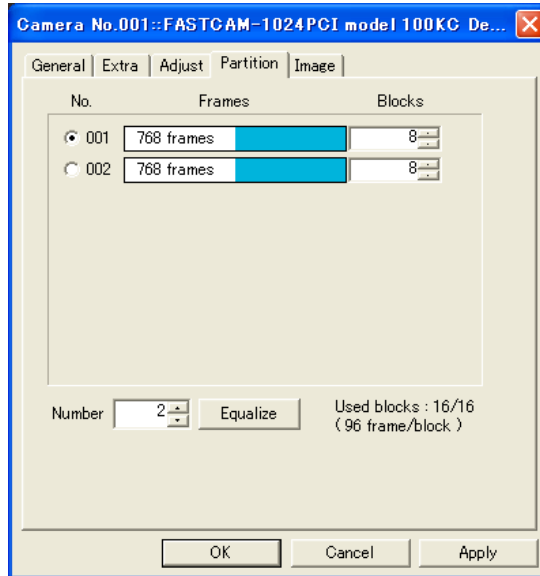 Camera No.001::FASTCAM-1024PCI model 100KC De...
General Extra Adjust Partition Image
No. Frames Blocks
001 768 frames 8
002 768 frames 8
Number 2 Equalize Used blocks : 16/16
( 96 frame/block )
OK Cancel Apply